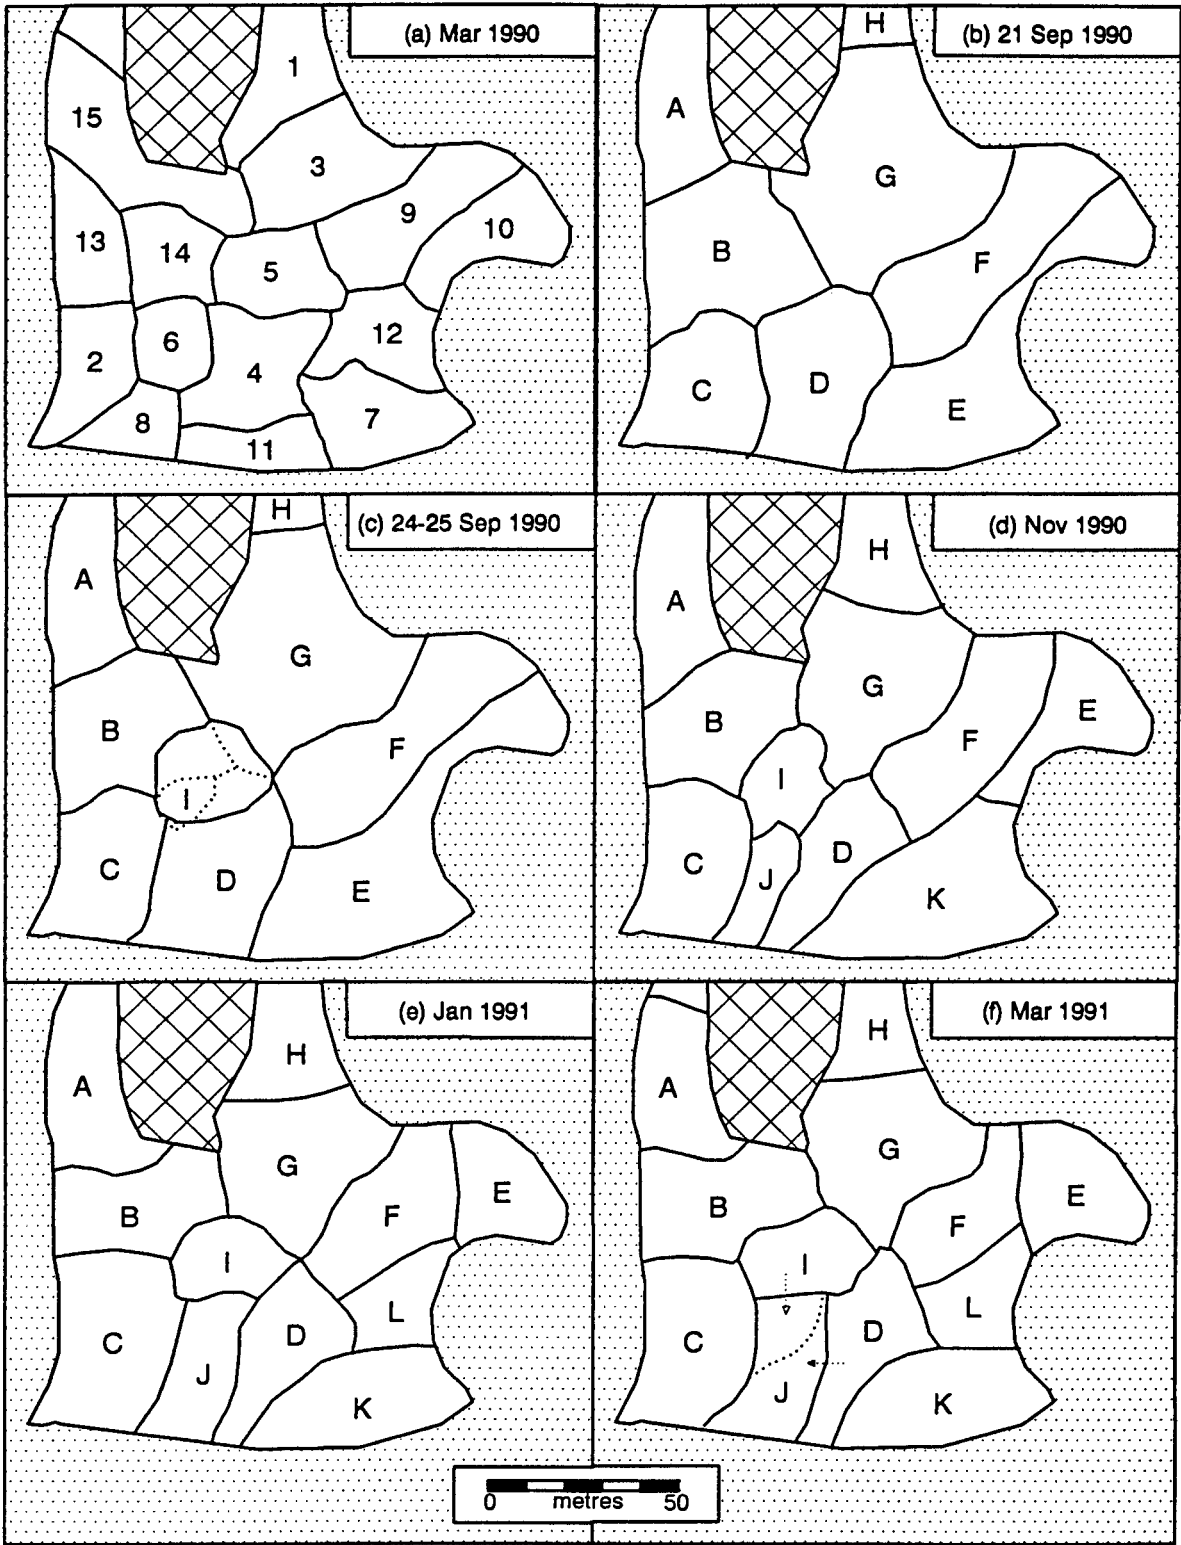 (a) Mar 1990
1
15
3
9
10
13
14
5
12
6
2
4
8
7
11
(b) 21 Sep 1990
H
A
G
B
F
D
C
E
(c) 24-25 Sep 1990
H
A
G
B
F
I
C
D
E
(d) Nov 1990
H
A
G
E
B
F
I
D
C
J
K
(e) Jan 1991
H
A
G
E
B
F
I
L
D
C
J
K
(f) Mar 1991
H
A
G
E
B
F
I
L
D
C
J
K
0 metres 50